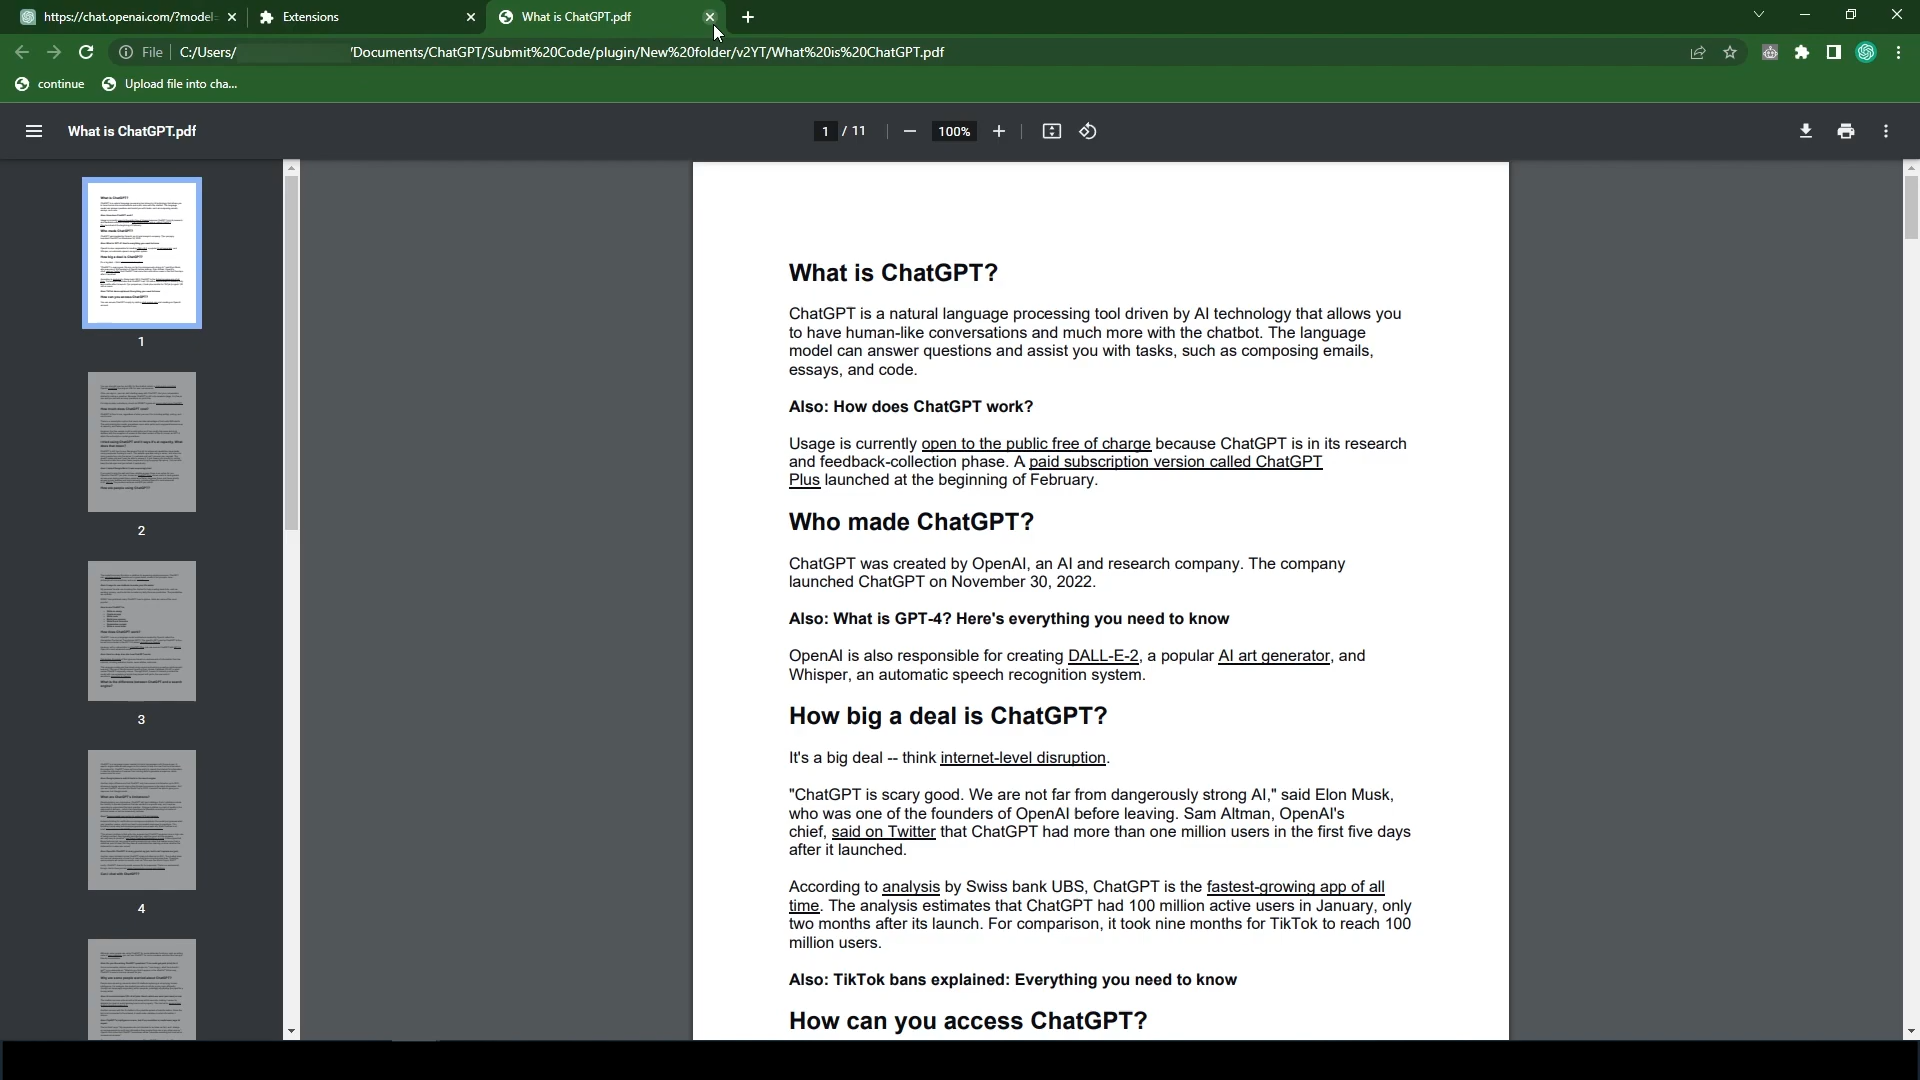 https://chat.openai.com/?model=
Extensions
What is ChatGPT.pdf
File
C:/Users/
/Documents/ChatGPT/Submit%20Code/plugin/New%20folder/v2YT/What%20is%20ChatGPT.pdf
continue
Upload file into cha...
What is ChatGPT.pdf
1 / 11
100%
1
2
3
4
What is ChatGPT?
ChatGPT is a natural language processing tool driven by AI technology that allows you
to have human-like conversations and much more with the chatbot. The language
model can answer questions and assist you with tasks, such as composing emails,
essays, and code.
Also: How does ChatGPT work?
Usage is currently open to the public free of charge because ChatGPT is in its research
and feedback-collection phase. A paid subscription version called ChatGPT
Plus launched at the beginning of February.
Who made ChatGPT?
ChatGPT was created by OpenAI, an AI and research company. The company
launched ChatGPT on November 30, 2022.
Also: What is GPT-4? Here's everything you need to know
OpenAI is also responsible for creating DALL-E-2, a popular AI art generator, and
Whisper, an automatic speech recognition system.
How big a deal is ChatGPT?
It's a big deal -- think internet-level disruption.
"ChatGPT is scary good. We are not far from dangerously strong AI," said Elon Musk,
who was one of the founders of OpenAI before leaving. Sam Altman, OpenAI's
chief, said on Twitter that ChatGPT had more than one million users in the first five days
after it launched.
According to analysis by Swiss bank UBS, ChatGPT is the fastest-growing app of all
time. The analysis estimates that ChatGPT had 100 million active users in January, only
two months after its launch. For comparison, it took nine months for TikTok to reach 100
million users.
Also: TikTok bans explained: Everything you need to know
How can you access ChatGPT?